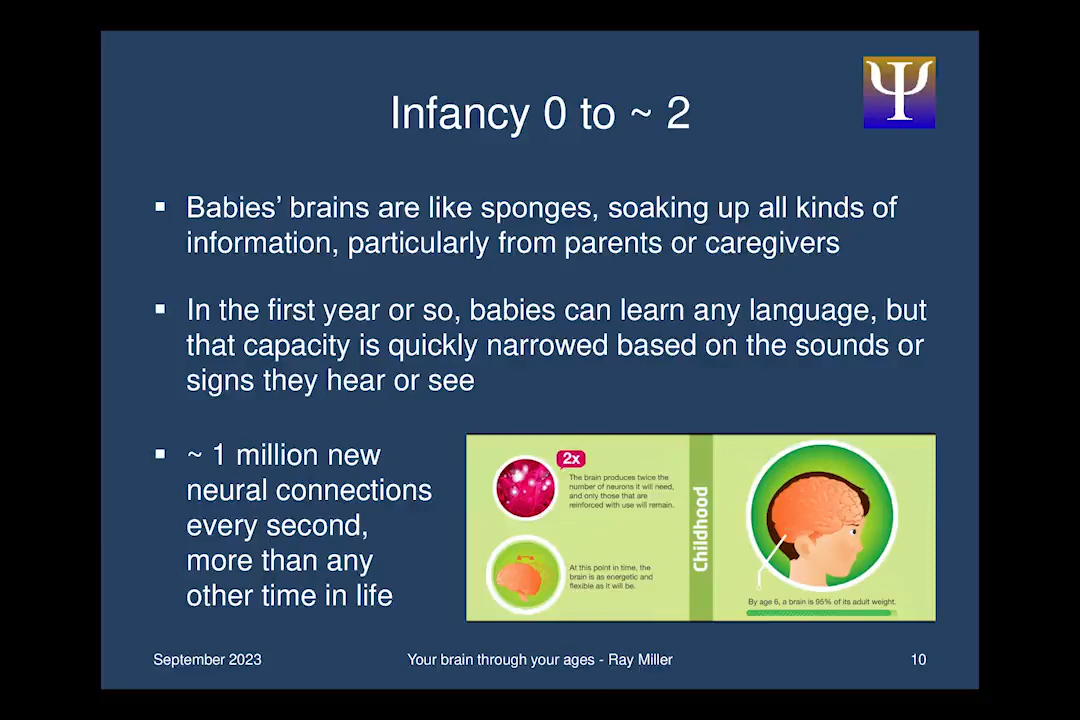 Infancy 0 to ~ 2
Ψ
▪ Babies’ brains are like sponges, soaking up all kinds of
information, particularly from parents or caregivers
▪ In the first year or so, babies can learn any language, but
that capacity is quickly narrowed based on the sounds or
signs they hear or see
▪ ~ 1 million new
neural connections
every second,
more than any
other time in life
2x
The brain produces twice the
number of neurons it will need,
and only those that are
reinforced with use will remain.
At this point in time, the
brain is as energetic and
flexible as it will be.
Childhood
By age 6, a brain is 95% of its adult weight.
September 2023
Your brain through your ages - Ray Miller
10